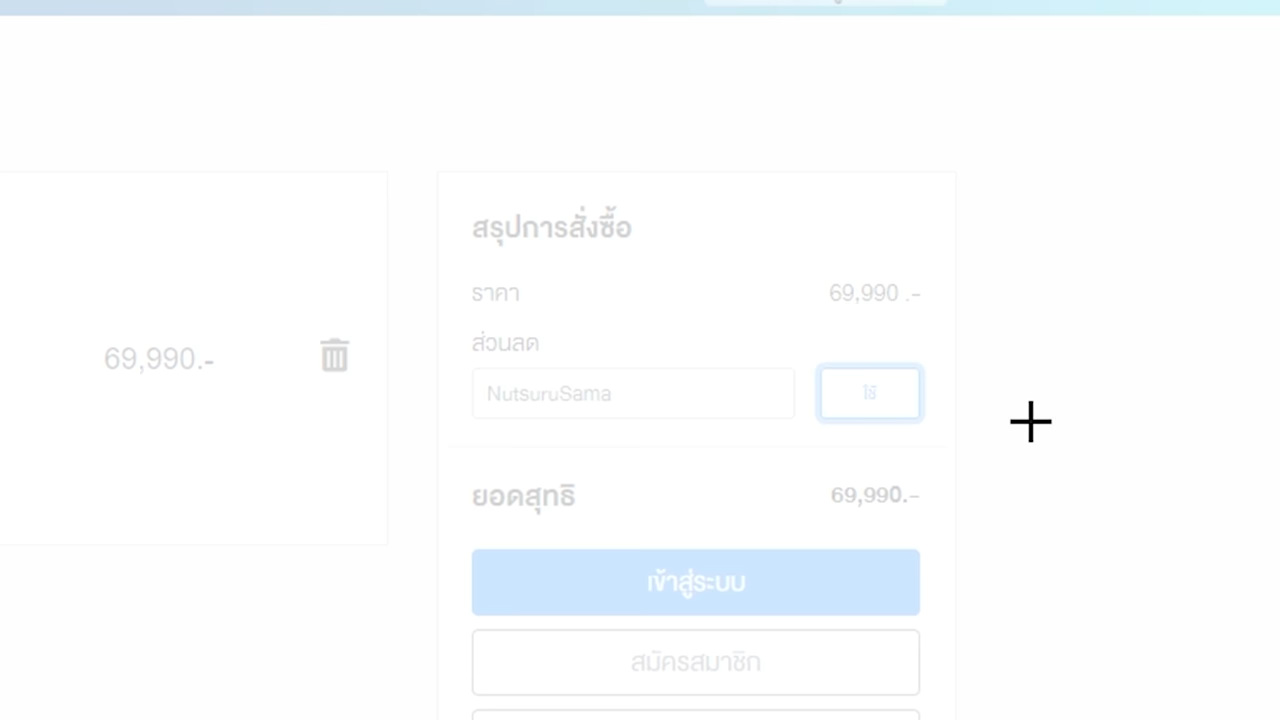 สรุปการสั่งซื้อ
ราคา 69,990 .-
69,990.-
ส่วนลด
NutsuruSama ใช้
ยอดสุทธิ 69,990.-
เข้าสู่ระบบ
สมัครสมาชิก